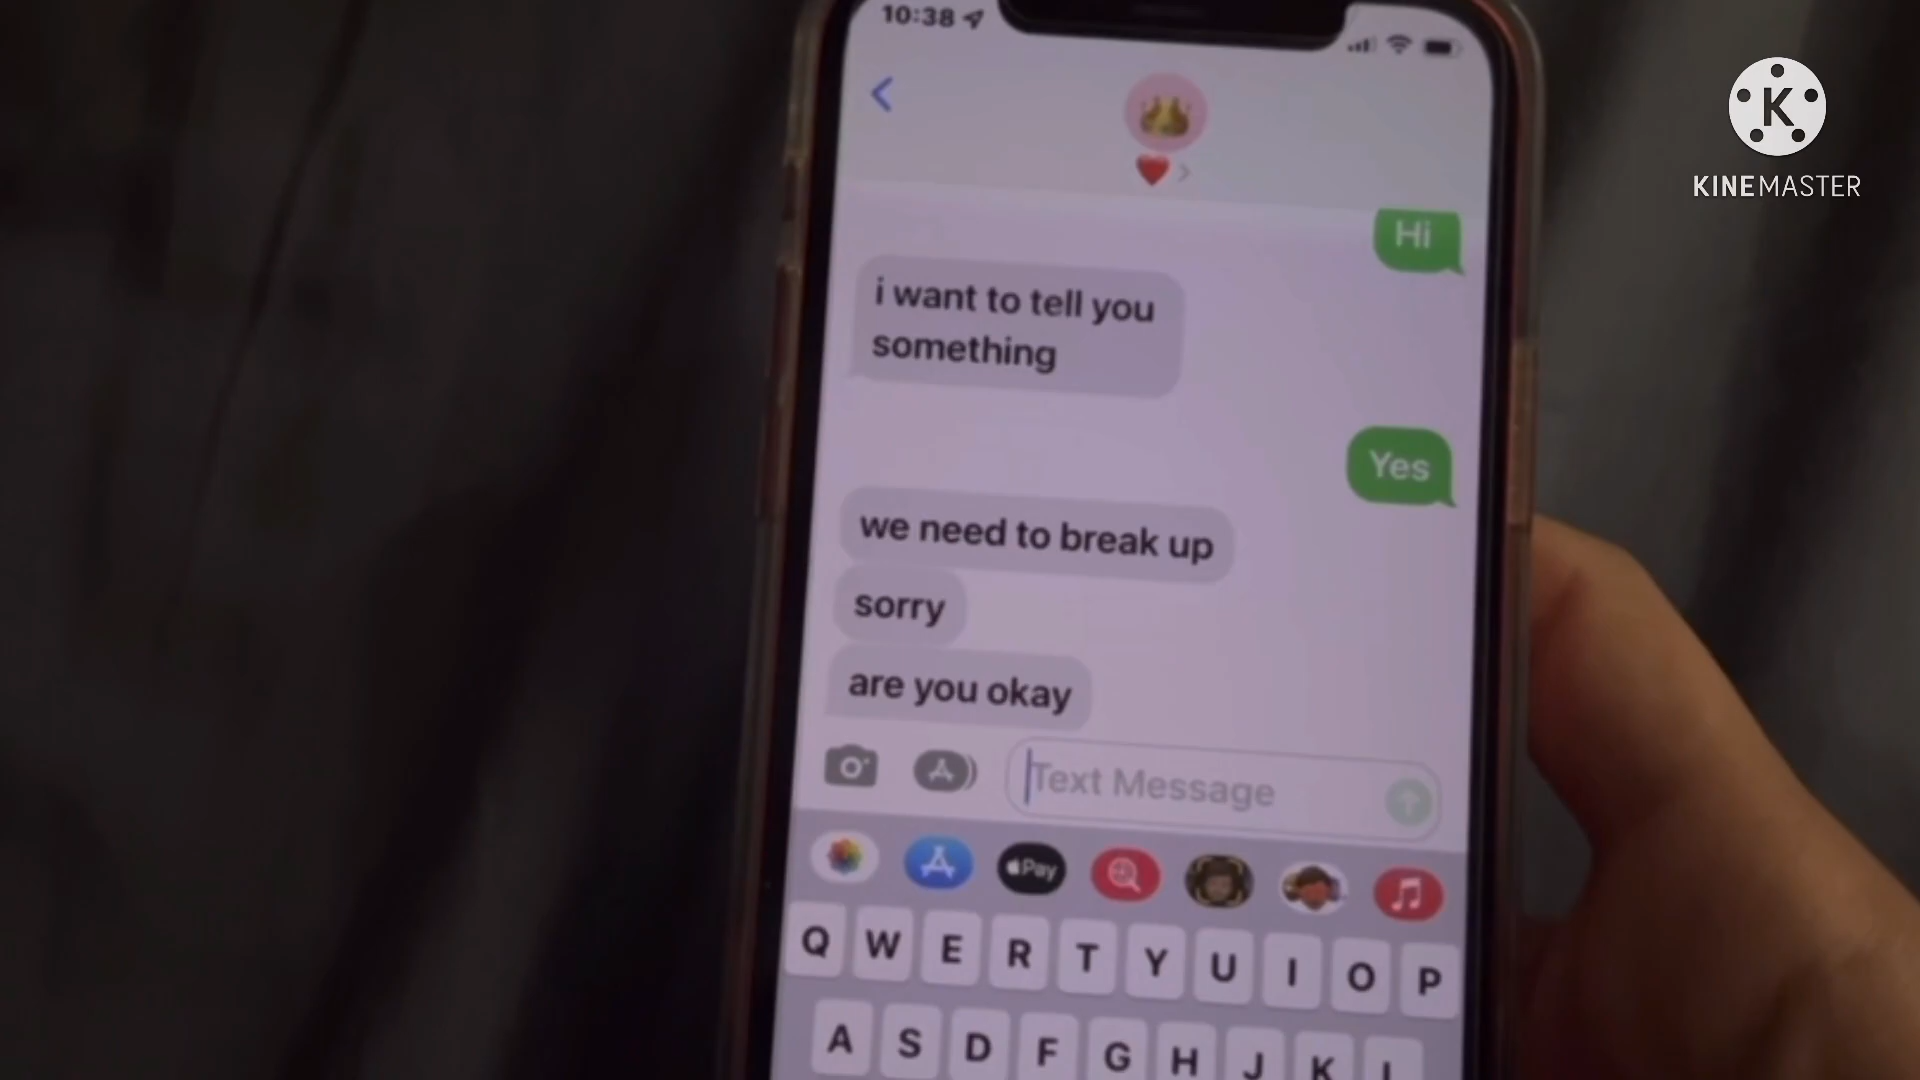 10:38
KINEMASTER
K
Hi
i want to tell you
something
Yes
we need to break up
sorry
are you okay
Text Message
Pay
Q W E R T Y U I O P
A S D F G H J K L